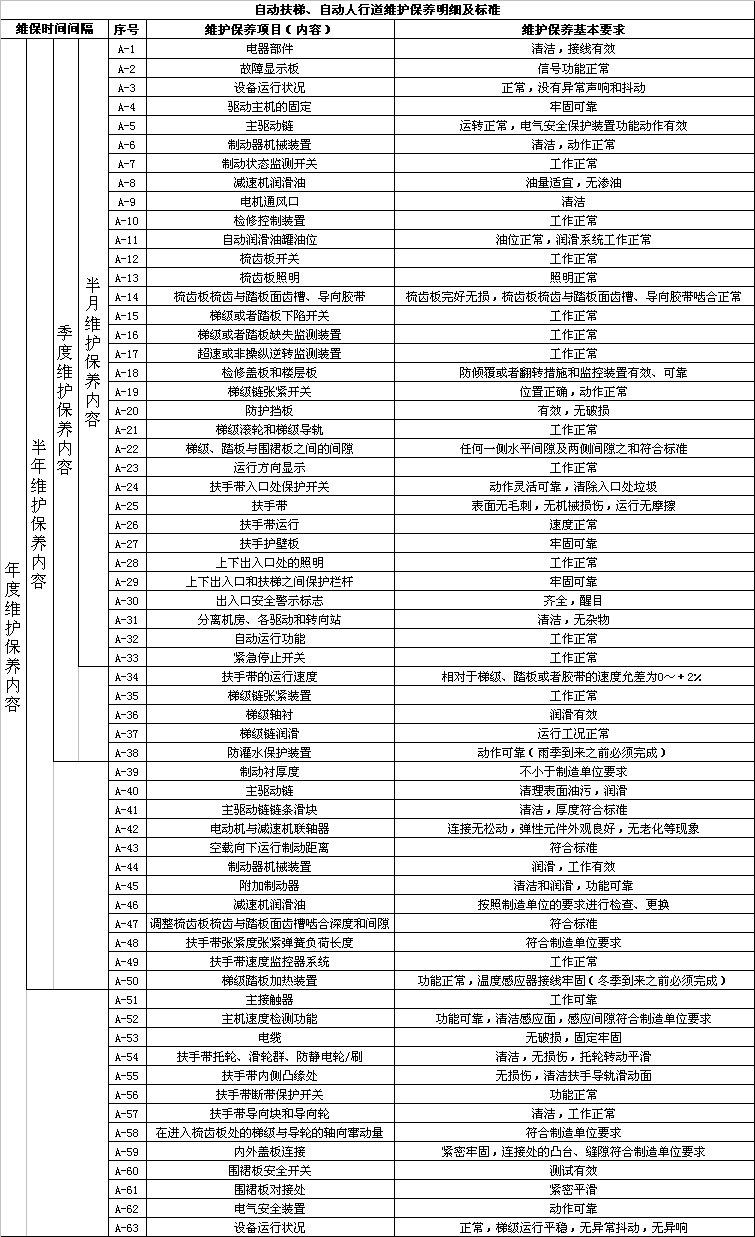 自动扶梯、自动人行道维护保养明细及标准
维保时间间隔 序号 维护保养项目（内容） 维护保养基本要求
年度维护保养内容
半年维护保养内容
季度维护保养内容
半月维护保养内容
A-1 电器部件 清洁，接线有效
A-2 故障显示板 信号功能正常
A-3 设备运行状况 正常，没有异常声响和抖动
A-4 驱动主机的固定 牢固可靠
A-5 主驱动链 运转正常，电气安全保护装置功能动作有效
A-6 制动器机械装置 清洁，动作正常
A-7 制动状态监测开关 工作正常
A-8 减速机润滑油 油量适宜，无渗油
A-9 电机通风口 清洁
A-10 检修控制装置 工作正常
A-11 自动润滑油罐油位 油位正常，润滑系统工作正常
A-12 梳齿板开关 工作正常
A-13 梳齿板照明 照明正常
A-14 梳齿板梳齿与踏板面齿槽、导向胶带 梳齿板完好无损，梳齿板梳齿与踏板面齿槽、导向胶带啮合正常
A-15 梯级或者踏板下陷开关 工作正常
A-16 梯级或者踏板缺失监测装置 工作正常
A-17 超速或非操纵逆转监测装置 工作正常
A-18 检修盖板和楼层板 防倾覆或者翻转措施和监控装置有效、可靠
A-19 梯级链张紧开关 位置正确，动作正常
A-20 防护挡板 有效，无破损
A-21 梯级滚轮和梯级导轨 工作正常
A-22 梯级、踏板与围裙板之间的间隙 任何一侧水平间隙及两侧间隙之和符合标准
A-23 运行方向显示 工作正常
A-24 扶手带入口处保护开关 动作灵活可靠，清除入口处垃圾
A-25 扶手带 表面无毛刺，无机械损伤，运行无摩擦
A-26 扶手带运行 速度正常
A-27 扶手护壁板 牢固可靠
A-28 上下出入口处的照明 工作正常
A-29 上下出入口和扶梯之间保护栏杆 牢固可靠
A-30 出入口安全警示标志 齐全，醒目
A-31 分离机房、各驱动和转向站 清洁，无杂物
A-32 自动运行功能 工作正常
A-33 紧急停止开关 工作正常
A-34 扶手带的运行速度 相对于梯级、踏板或者胶带的速度允差为0～＋2%
A-35 梯级链张紧装置 工作正常
A-36 梯级轴衬 润滑有效
A-37 梯级链润滑 运行工况正常
A-38 防灌水保护装置 动作可靠（雨季到来之前必须完成）
A-39 制动衬厚度 不小于制造单位要求
A-40 主驱动链 清理表面油污，润滑
A-41 主驱动链链条滑块 清洁，厚度符合标准
A-42 电动机与减速机联轴器 连接无松动，弹性元件外观良好，无老化等现象
A-43 空载向下运行制动距离 符合标准
A-44 制动器机械装置 润滑，工作有效
A-45 附加制动器 清洁和润滑，功能可靠
A-46 减速机润滑油 按照制造单位的要求进行检查、更换
A-47 调整梳齿板梳齿与踏板面齿槽啮合深度和间隙 符合标准
A-48 扶手带张紧度张紧弹簧负荷长度 符合制造单位要求
A-49 扶手带速度监控器系统 工作正常
A-50 梯级踏板加热装置 功能正常，温度感应器接线牢固（冬季到来之前必须完成）
A-51 主接触器 工作可靠
A-52 主机速度检测功能 功能可靠，清洁感应面，感应间隙符合制造单位要求
A-53 电缆 无破损，固定牢固
A-54 扶手带托轮、滑轮群、防静电轮/刷 清洁，无损伤，托轮转动平滑
A-55 扶手带内侧凸缘处 无损伤，清洁扶手导轨滑动面
A-56 扶手带断带保护开关 功能正常
A-57 扶手带导向块和导向轮 清洁，工作正常
A-58 在进入梳齿板处的梯级与导轮的轴向窜动量 符合制造单位要求
A-59 内外盖板连接 紧密牢固，连接处的凸台、缝隙符合制造单位要求
A-60 围裙板安全开关 测试有效
A-61 围裙板对接处 紧密平滑
A-62 电气安全装置 动作可靠
A-63 设备运行状况 正常，梯级运行平稳，无异常抖动，无异响